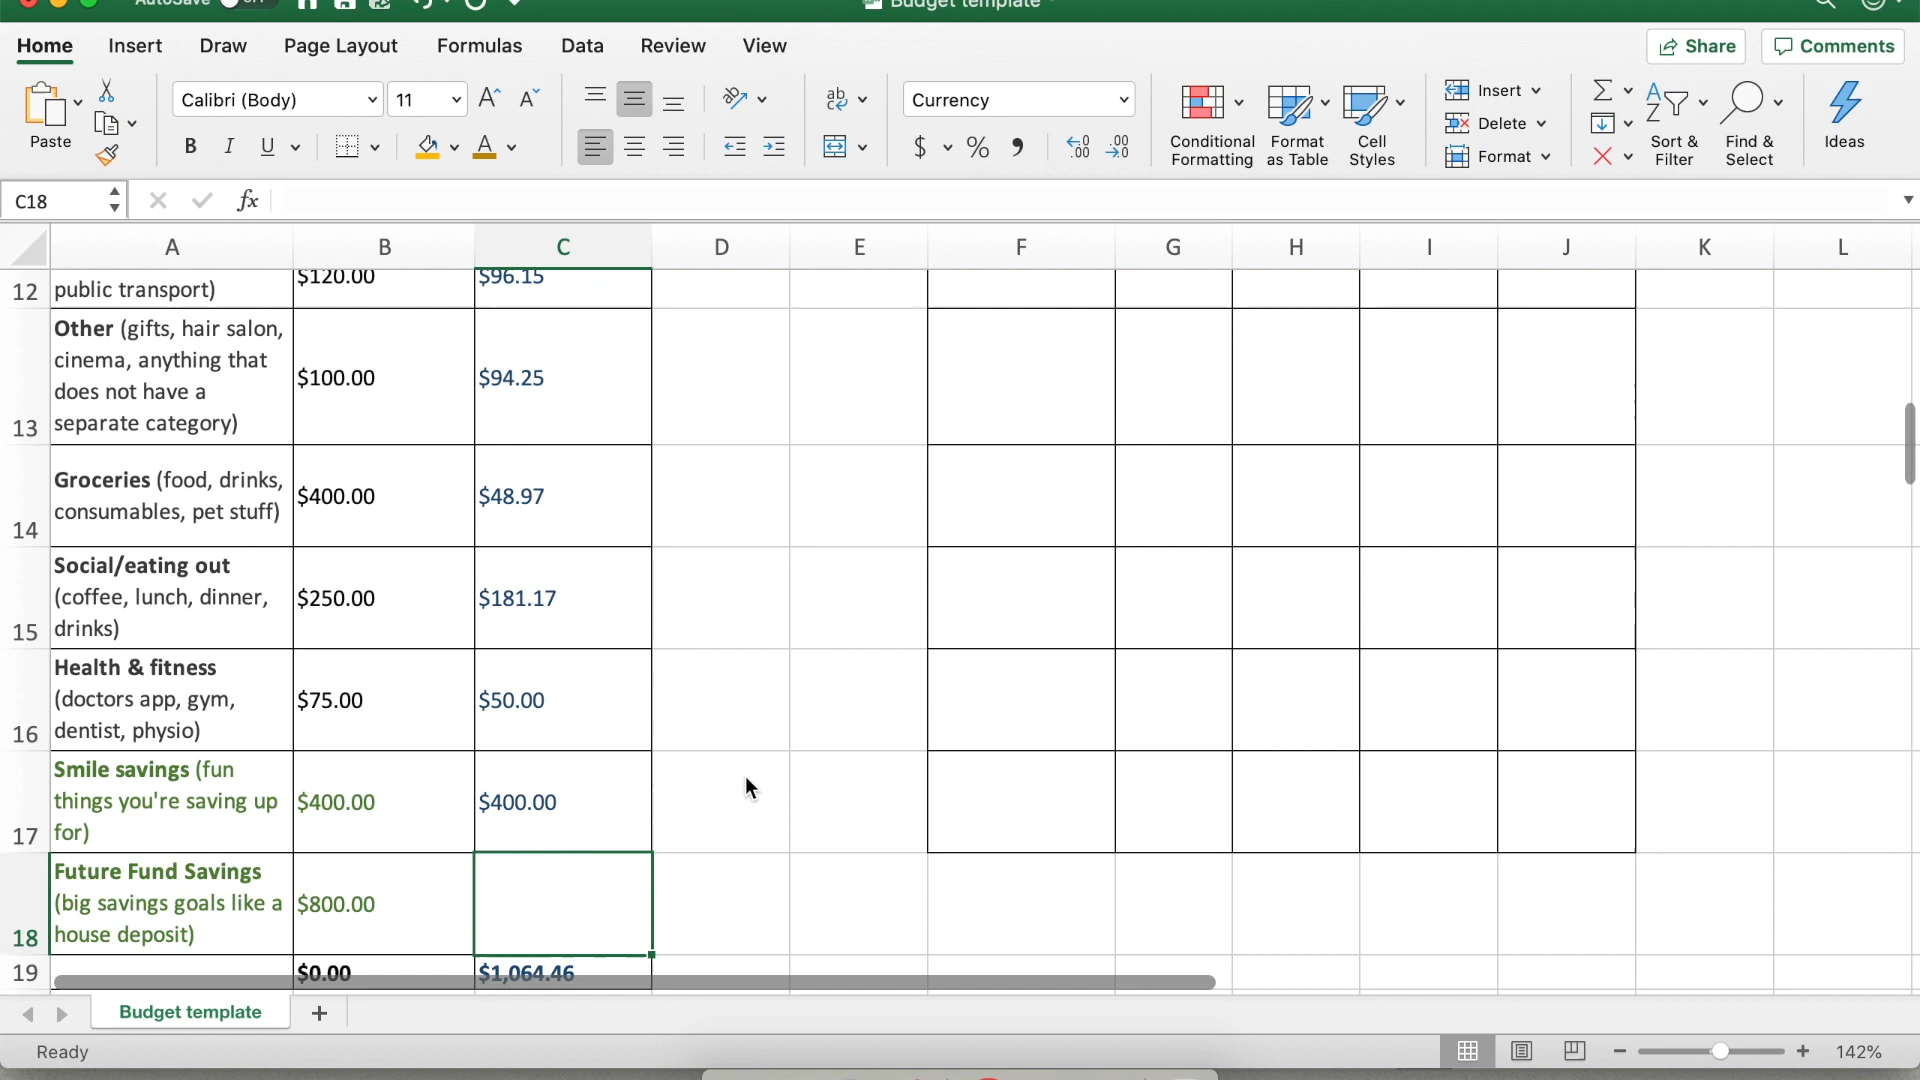 AutoSave OFF
Budget template
Home Insert Draw Page Layout Formulas Data Review View Share Comments
Paste
Calibri (Body) 11
B I U A
ab
Currency
$ % ,
.00
Conditional Formatting
Format as Table
Cell Styles
Insert
Delete
Format
Sort & Filter
Find & Select
Ideas
C18 fx
A B C D E F G H I J K L
12 public transport) $120.00 $96.15
Other (gifts, hair salon,
cinema, anything that
does not have a
13 separate category) $100.00 $94.25
Groceries (food, drinks,
14 consumables, pet stuff) $400.00 $48.97
Social/eating out
(coffee, lunch, dinner, $250.00 $181.17
15 drinks)
Health & fitness
(doctors app, gym, $75.00 $50.00
16 dentist, physio)
Smile savings (fun
things you're saving up $400.00 $400.00
17 for)
Future Fund Savings
(big savings goals like a $800.00
18 house deposit)
19 $0.00 $1,064.46
Budget template +
Ready 142%